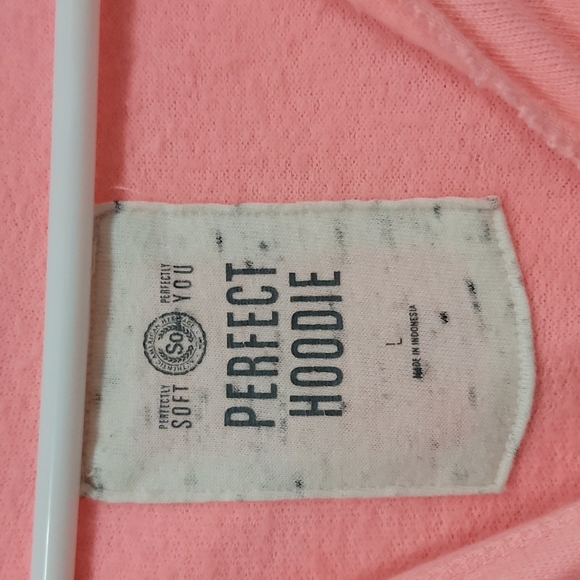 PERFECTLY SOFT
So
PERFECTLY YOU
PERFECT
HOODIE
L
MADE IN INDONESIA